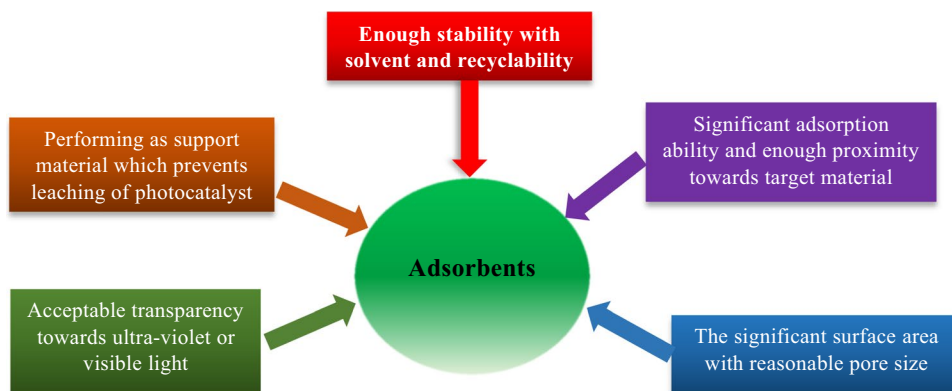 Enough stability with
solvent and recyclability
Performing as support
material which prevents
leaching of photocatalyst
Significant adsorption
ability and enough proximity
towards target material
Adsorbents
Acceptable transparency
towards ultra-violet or
visible light
The significant surface area
with reasonable pore size